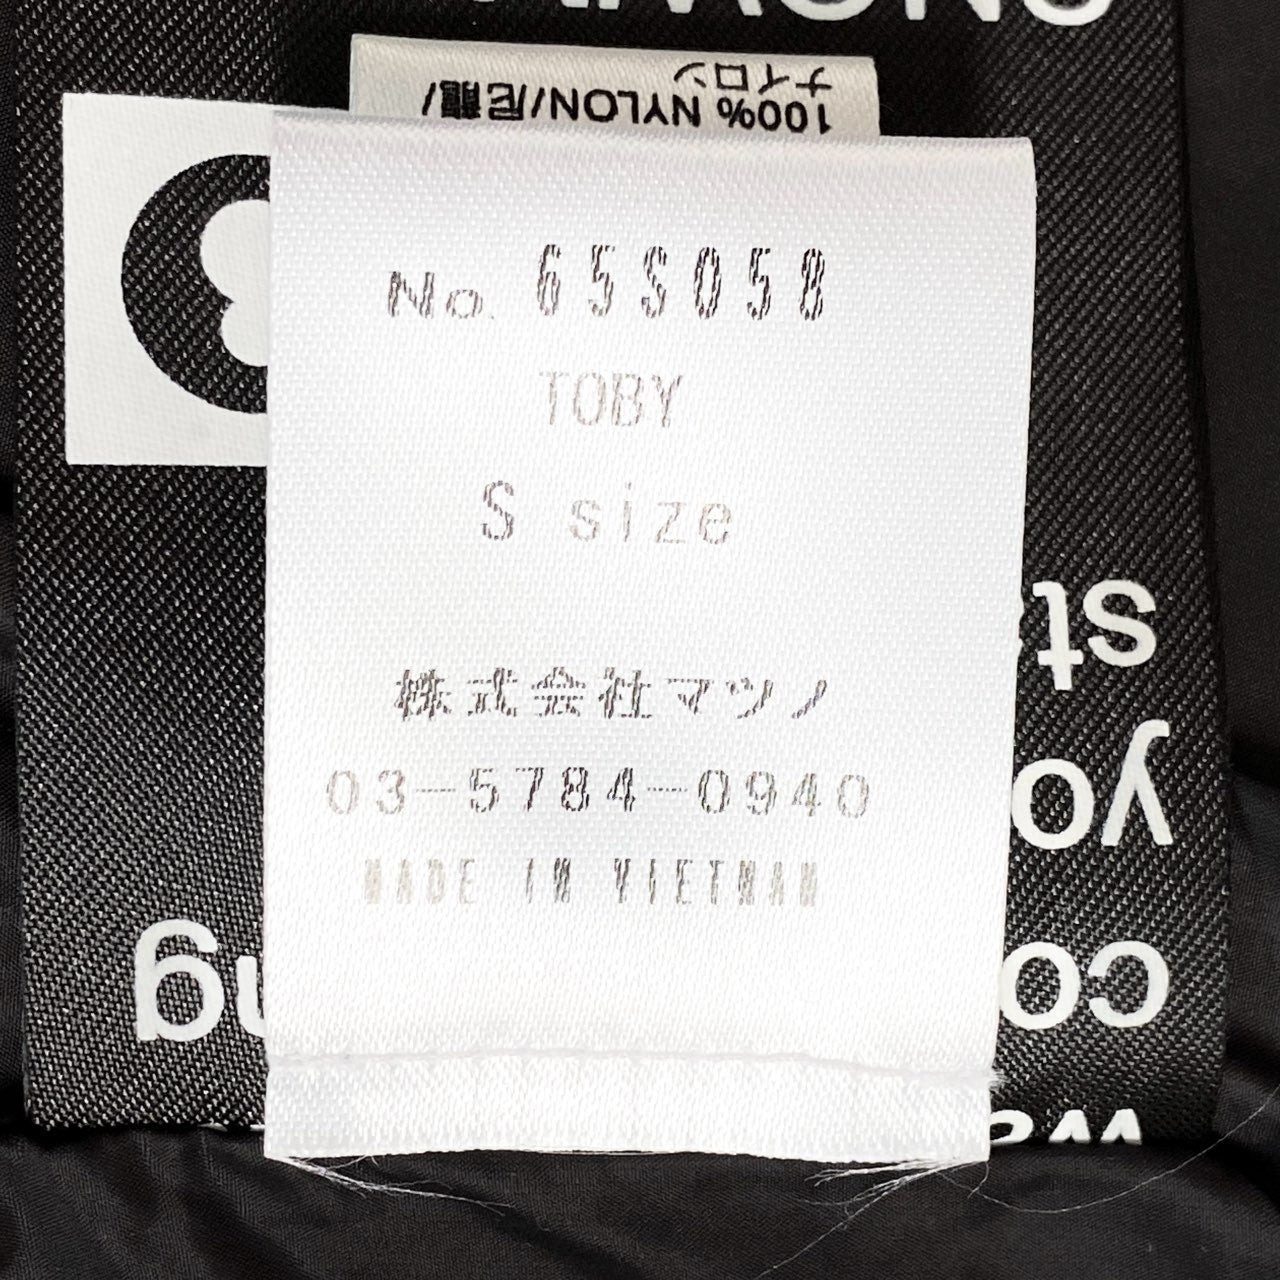 ナイロン
100% NYLON/尼龍/
No. 65S058
TOBY
S size
株式会社マツノ
03-5784-0940
MADE IN VIETNAM